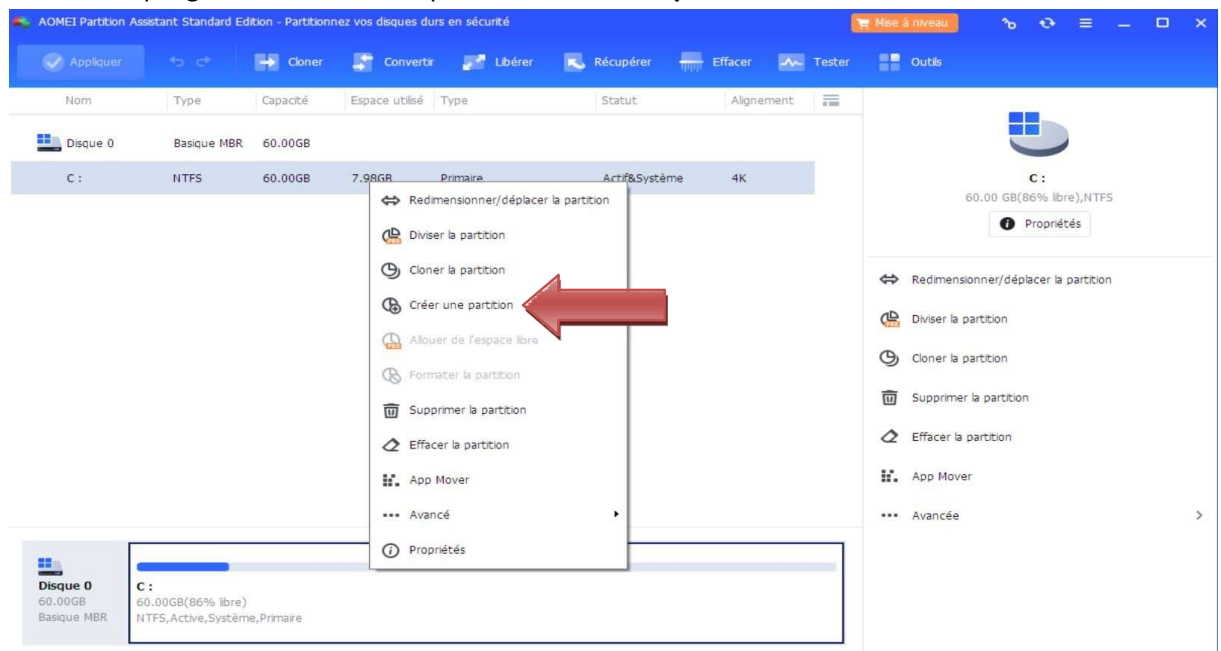 AOMEI Partition Assistant Standard Edition - Partitionnez vos disques durs en sécurité Mise à niveau
Appliquer Cloner Convertir Libérer Récupérer Effacer Tester Outils
Nom Type Capacité Espace utilisé Type Statut Alignement
Disque 0 Basique MBR 60.00GB
C : NTFS 60.00GB 7.98GB Primaire Actif&Système 4K
Redimensionner/déplacer la partition
Diviser la partition
Cloner la partition
Créer une partition
Allouer de l'espace libre
Formater la partition
Supprimer la partition
Effacer la partition
App Mover
Avancé
Propriétés
C :
60.00 GB(86% libre),NTFS
Propriétés
Redimensionner/déplacer la partition
Diviser la partition
Cloner la partition
Supprimer la partition
Effacer la partition
App Mover
Avancée
Disque 0
60.00GB
Basique MBR
C :
60.00GB(86% libre)
NTFS,Active,Système,Primaire